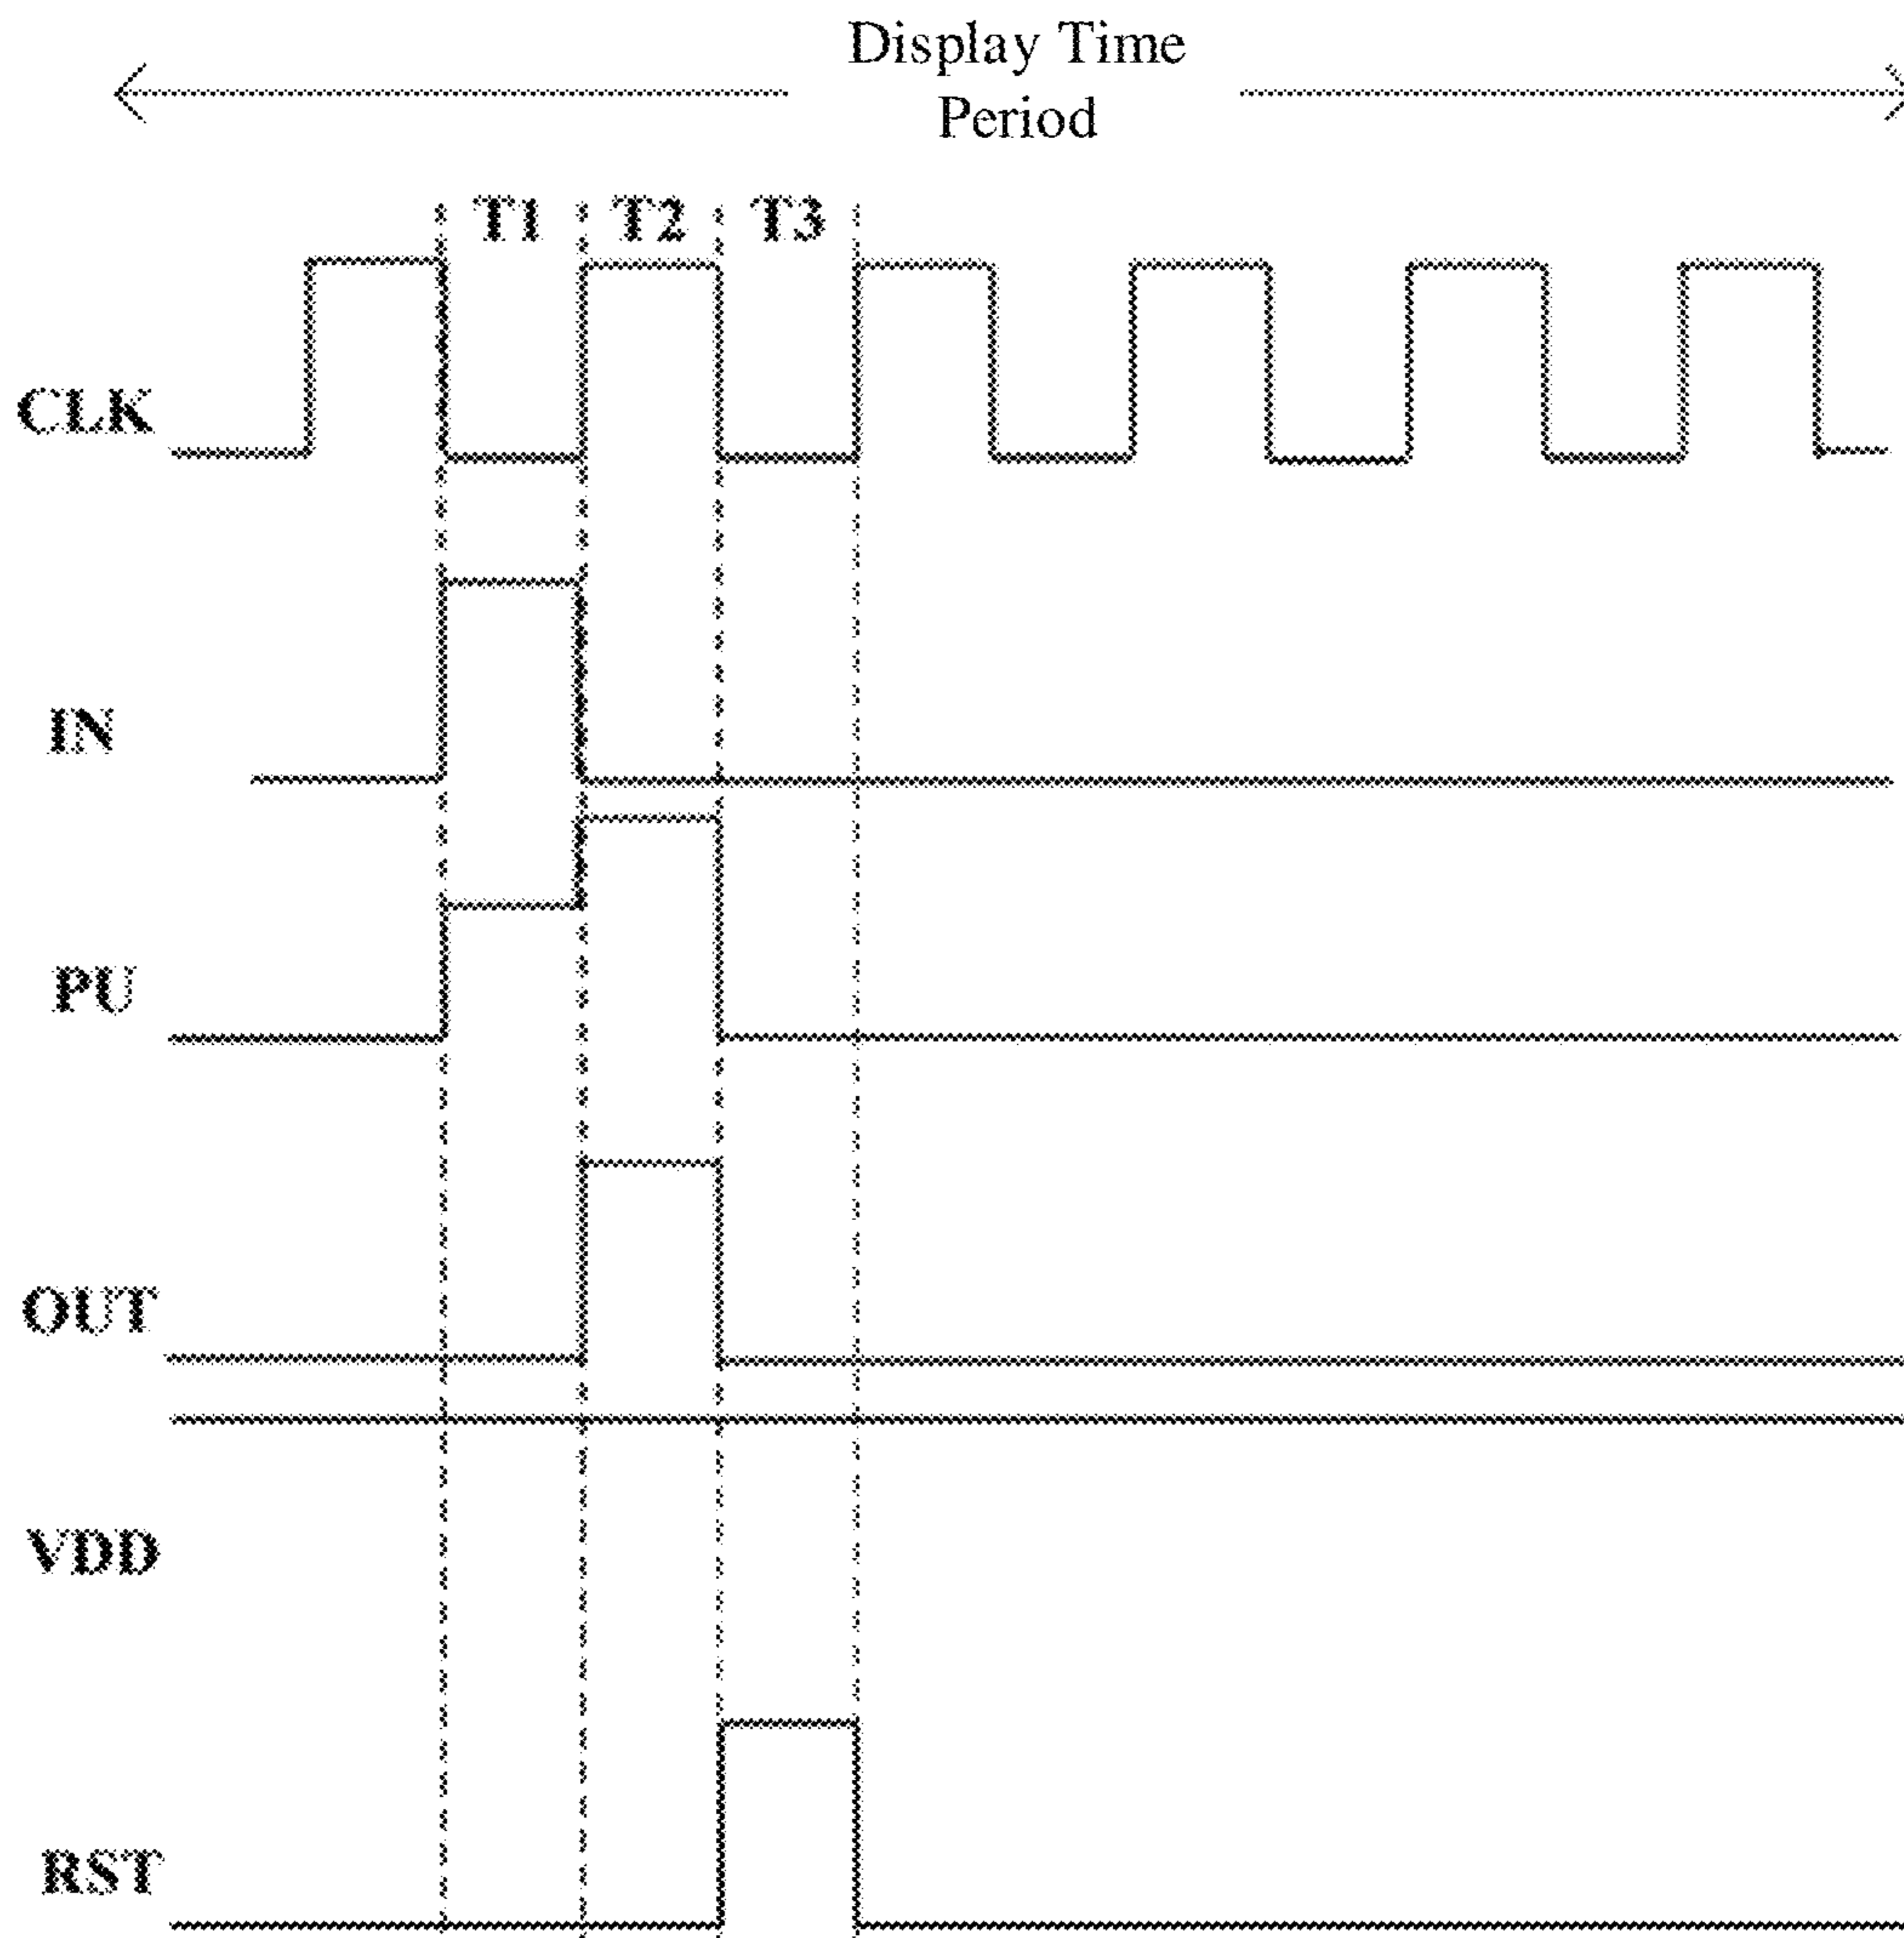 Display Time
Period
T1 T2 T3
CLK
IN
PU
OUT
VDD
RST